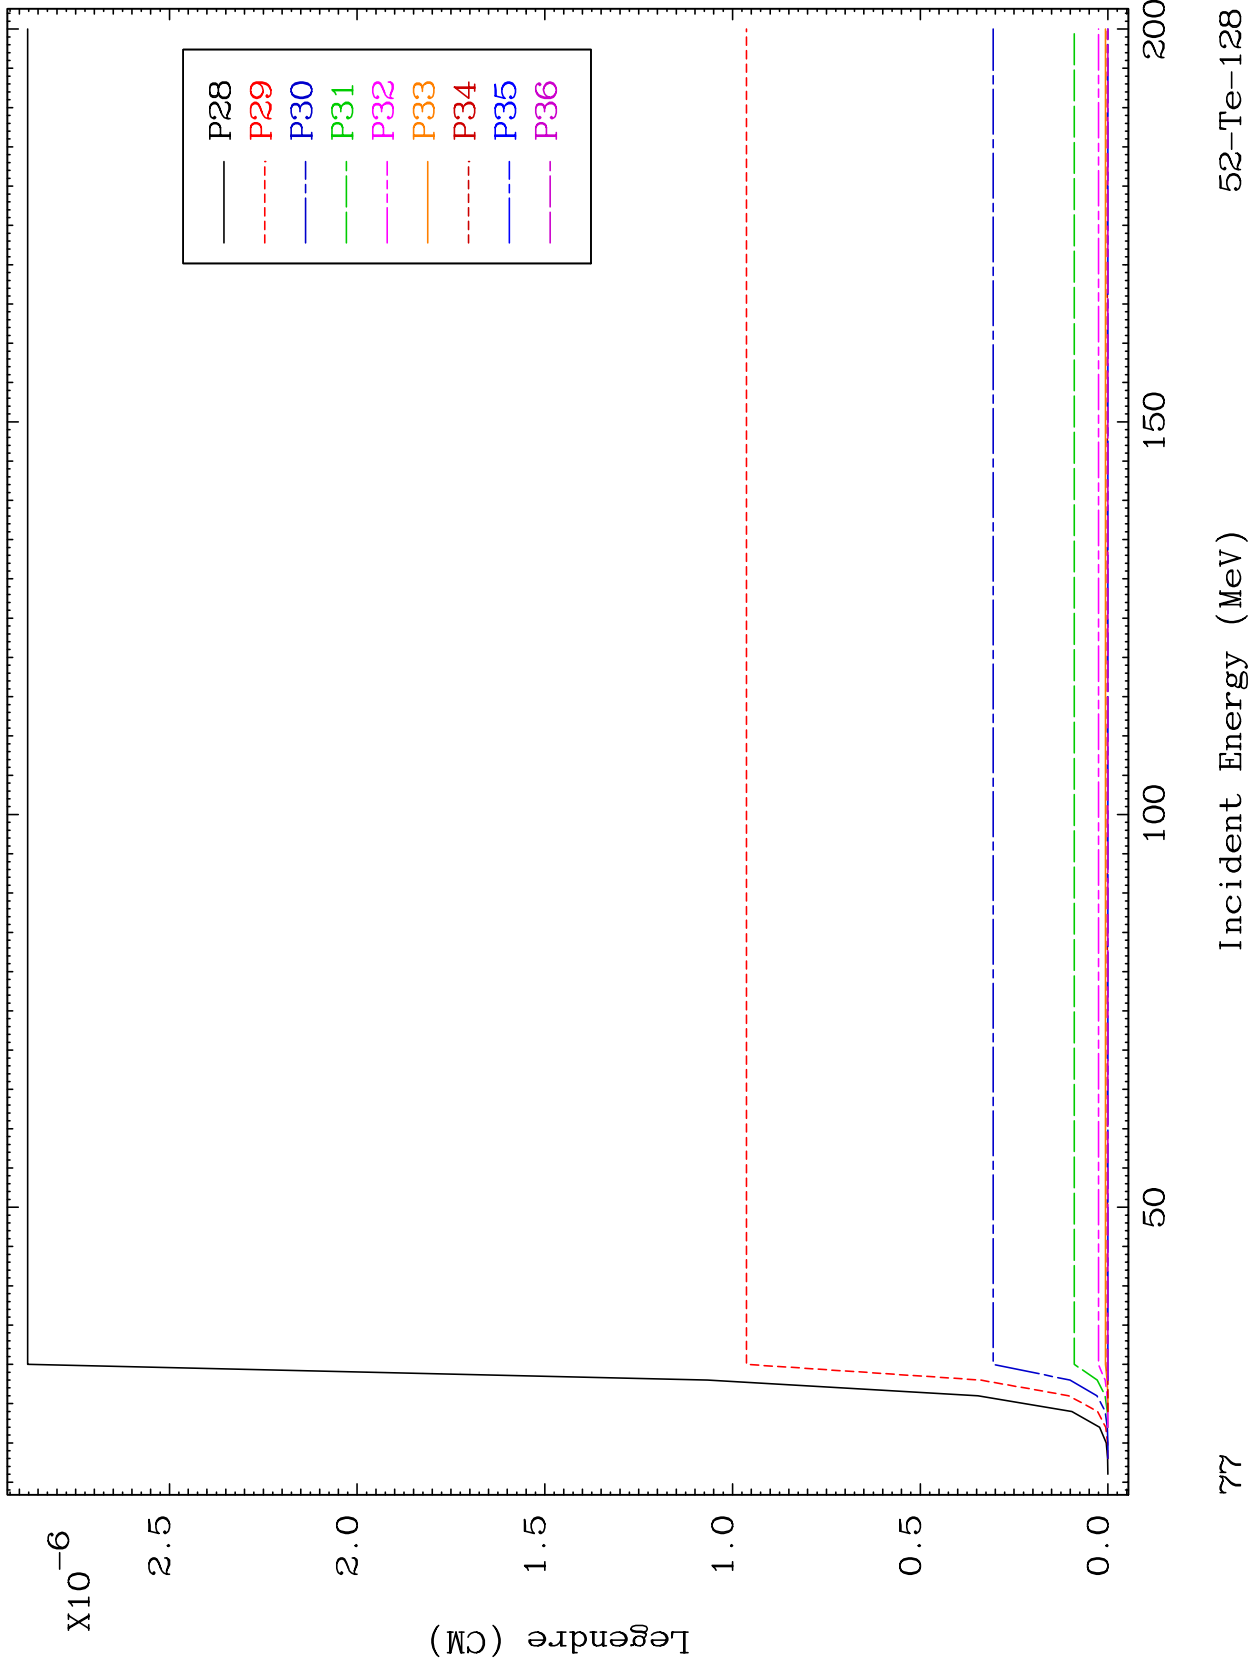 X10-6
2.5
2.0
1.5
1.0
0.5
0.0
Legendre (CM)
P28
P29
P30
P31
P32
P33
P34
P35
P36
50
100
150
200
77
Incident Energy (MeV)
52-Te-128